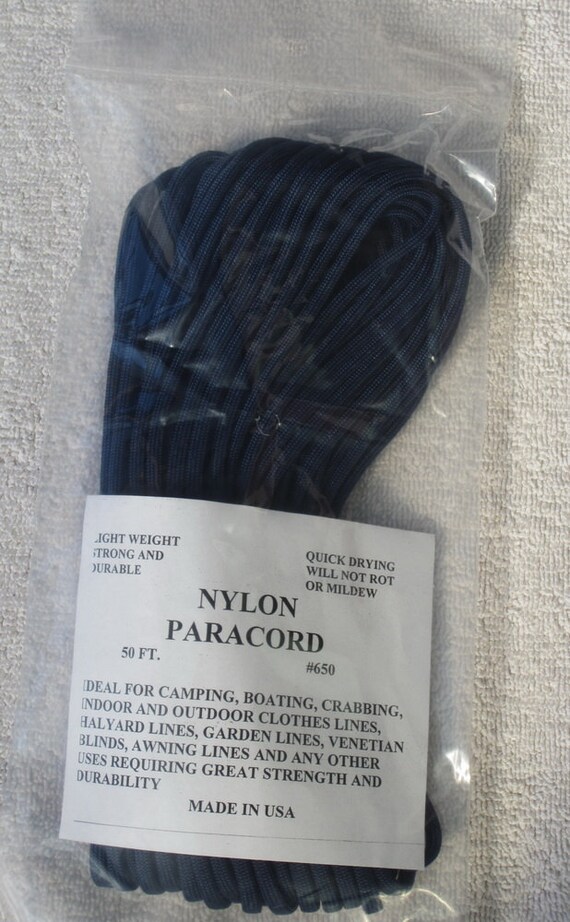 LIGHT WEIGHT
STRONG AND
DURABLE
QUICK DRYING
WILL NOT ROT
OR MILDEW
NYLON
PARACORD
50 FT.
#650
IDEAL FOR CAMPING, BOATING, CRABBING,
INDOOR AND OUTDOOR CLOTHES LINES,
HALYARD LINES, GARDEN LINES, VENETIAN
BLINDS, AWNING LINES AND ANY OTHER
USES REQUIRING GREAT STRENGTH AND
DURABILITY
MADE IN USA